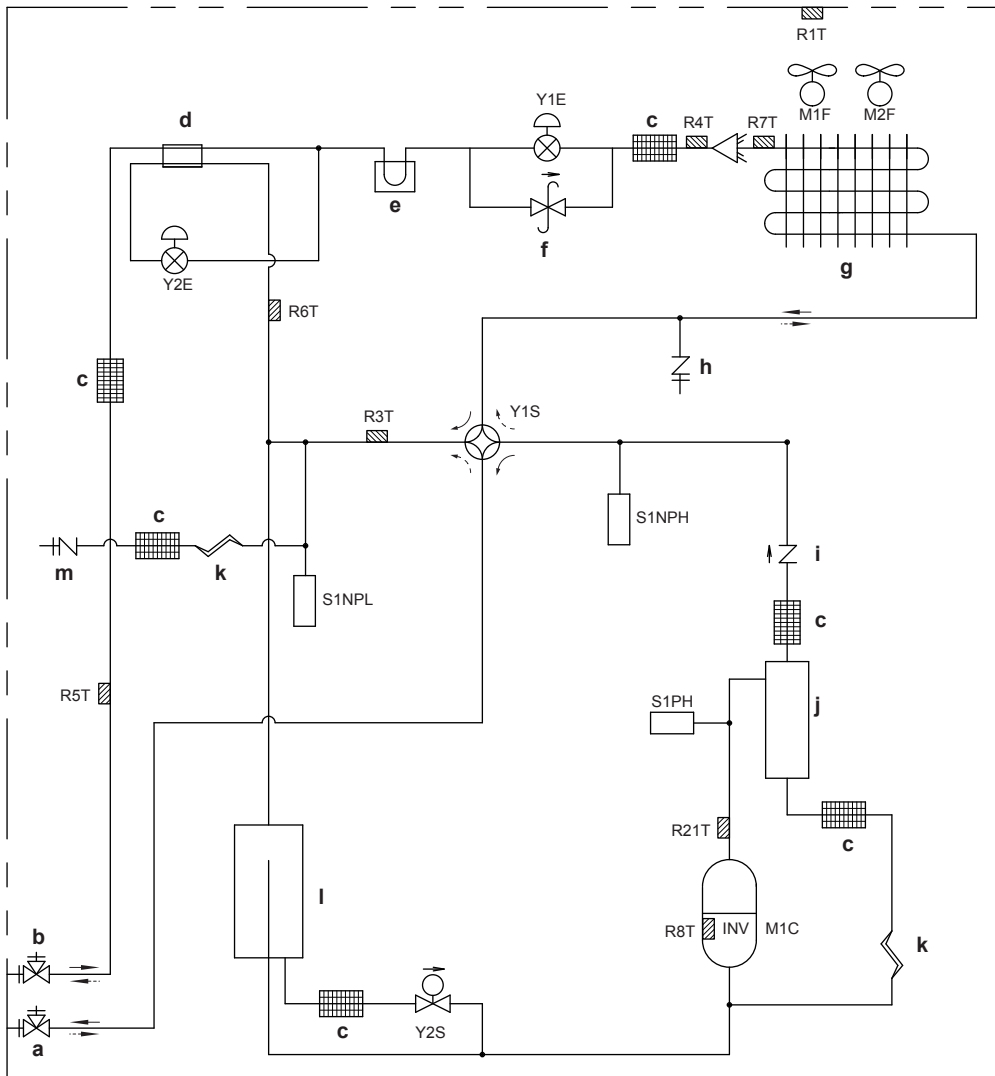 R1T
M1F M2F
Y1E
d
c R4T R7T
e
f
g
Y2E
R6T
c
h
R3T
Y1S
c
S1NPH
m
k
i
S1NPL
c
R5T
S1PH
j
R21T
c
l
b
R8T INV M1C
k
c
Y2S
a